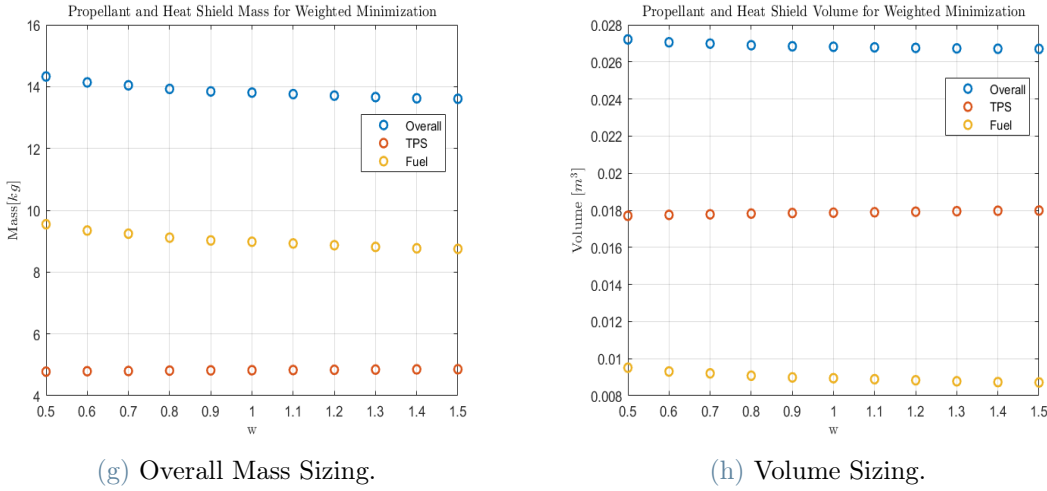 Propellant and Heat Shield Mass for Weighted Minimization
16
14
12
10
8
6
4
Mass[kg]
Overall
TPS
Fuel
0.5 0.6 0.7 0.8 0.9 1 1.1 1.2 1.3 1.4 1.5
w
(g) Overall Mass Sizing.
Propellant and Heat Shield Volume for Weighted Minimization
0.028
0.026
0.024
0.022
0.02
0.018
0.016
0.014
0.012
0.01
0.008
Volume [m³]
Overall
TPS
Fuel
0.5 0.6 0.7 0.8 0.9 1 1.1 1.2 1.3 1.4 1.5
w
(h) Volume Sizing.